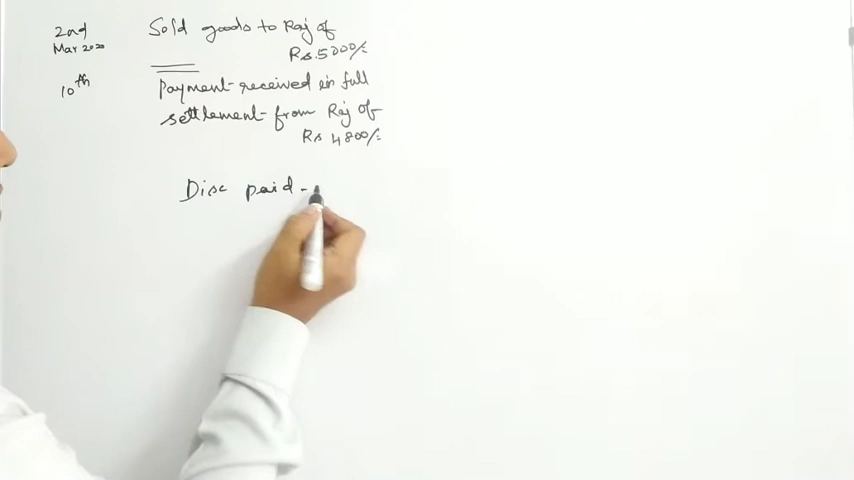 2nd Sold goods to Raj of
Mar 2020 Rs.5000/-
10th Payment received in full
settlement from Raj of
Rs 4800/-
Disc paid -